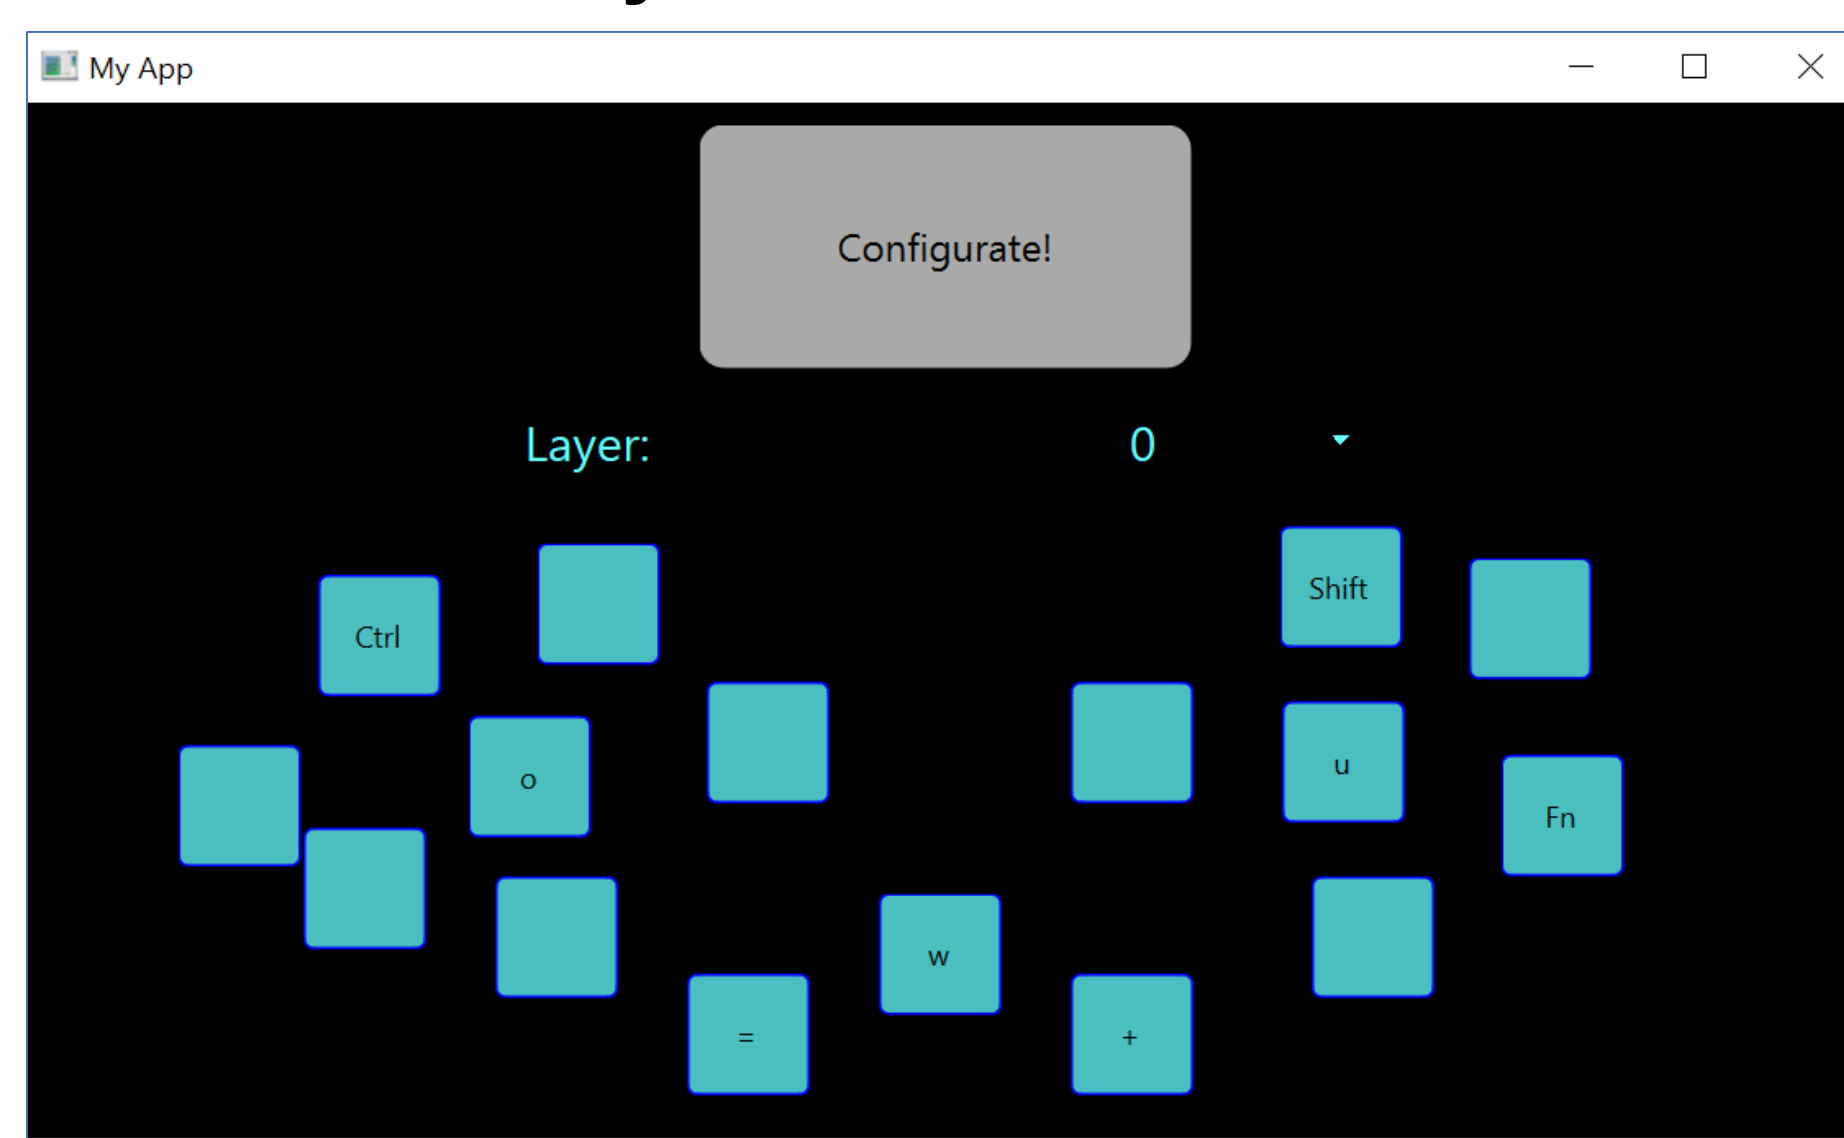 My App
Configurate!
Layer: 0
Ctrl
Shift
o
u
Fn
w
= +